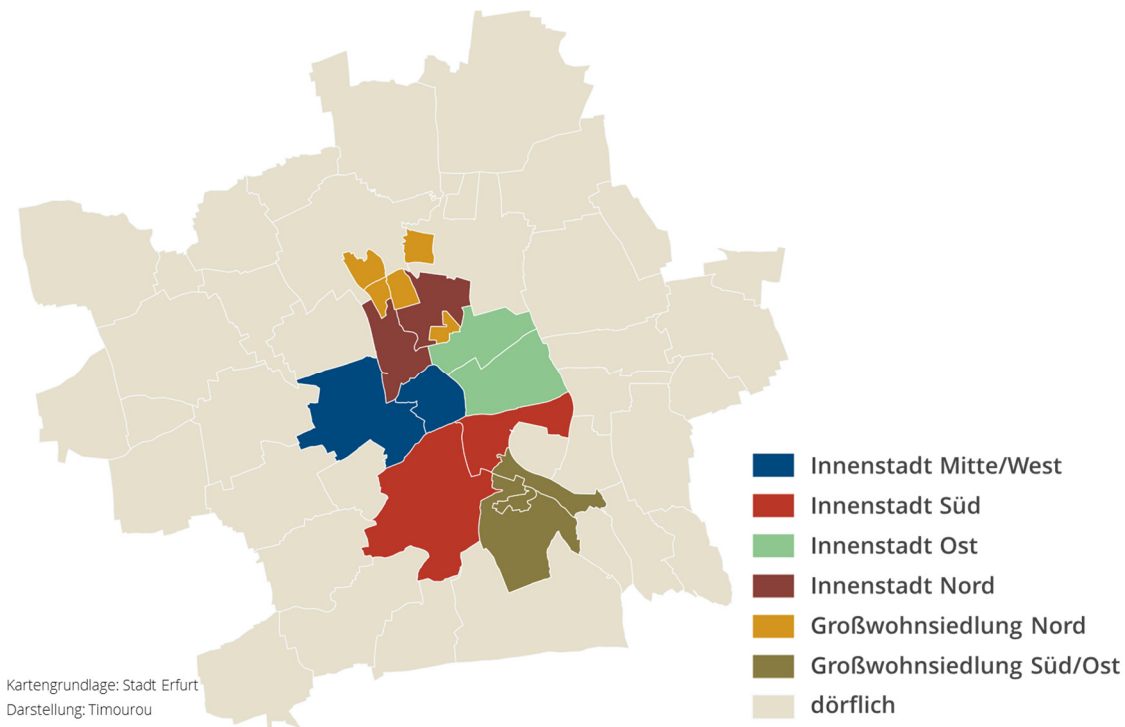 Innenstadt Mitte/West
Innenstadt Süd
Innenstadt Ost
Innenstadt Nord
Großwohnsiedlung Nord
Großwohnsiedlung Süd/Ost
dörflich
Kartengrundlage: Stadt Erfurt
Darstellung: Timourou